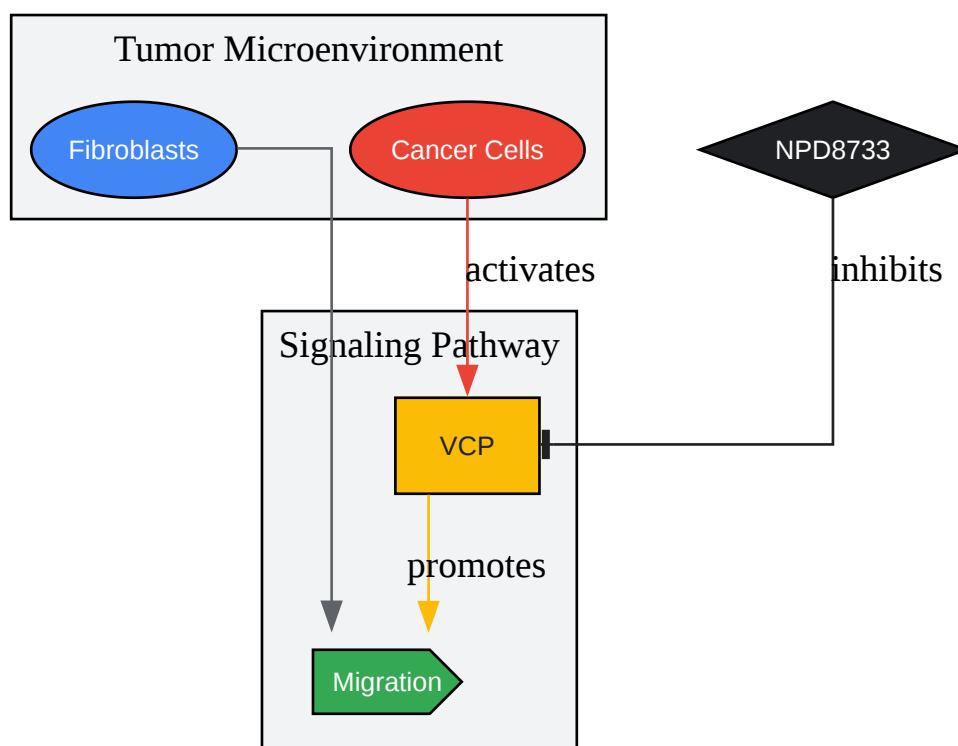 Tumor Microenvironment
Fibroblasts
Cancer Cells
NPD8733
activates
inhibits
Signaling Pathway
VCP
promotes
Migration